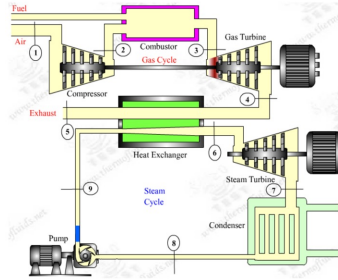 Fuel
Air
1
2
Combustor
Gas Cycle
3
Gas Turbine
Compressor
4
Exhaust
5
6
Heat Exchanger
Steam Turbine
7
9
Steam
Cycle
Condenser
Pump
8